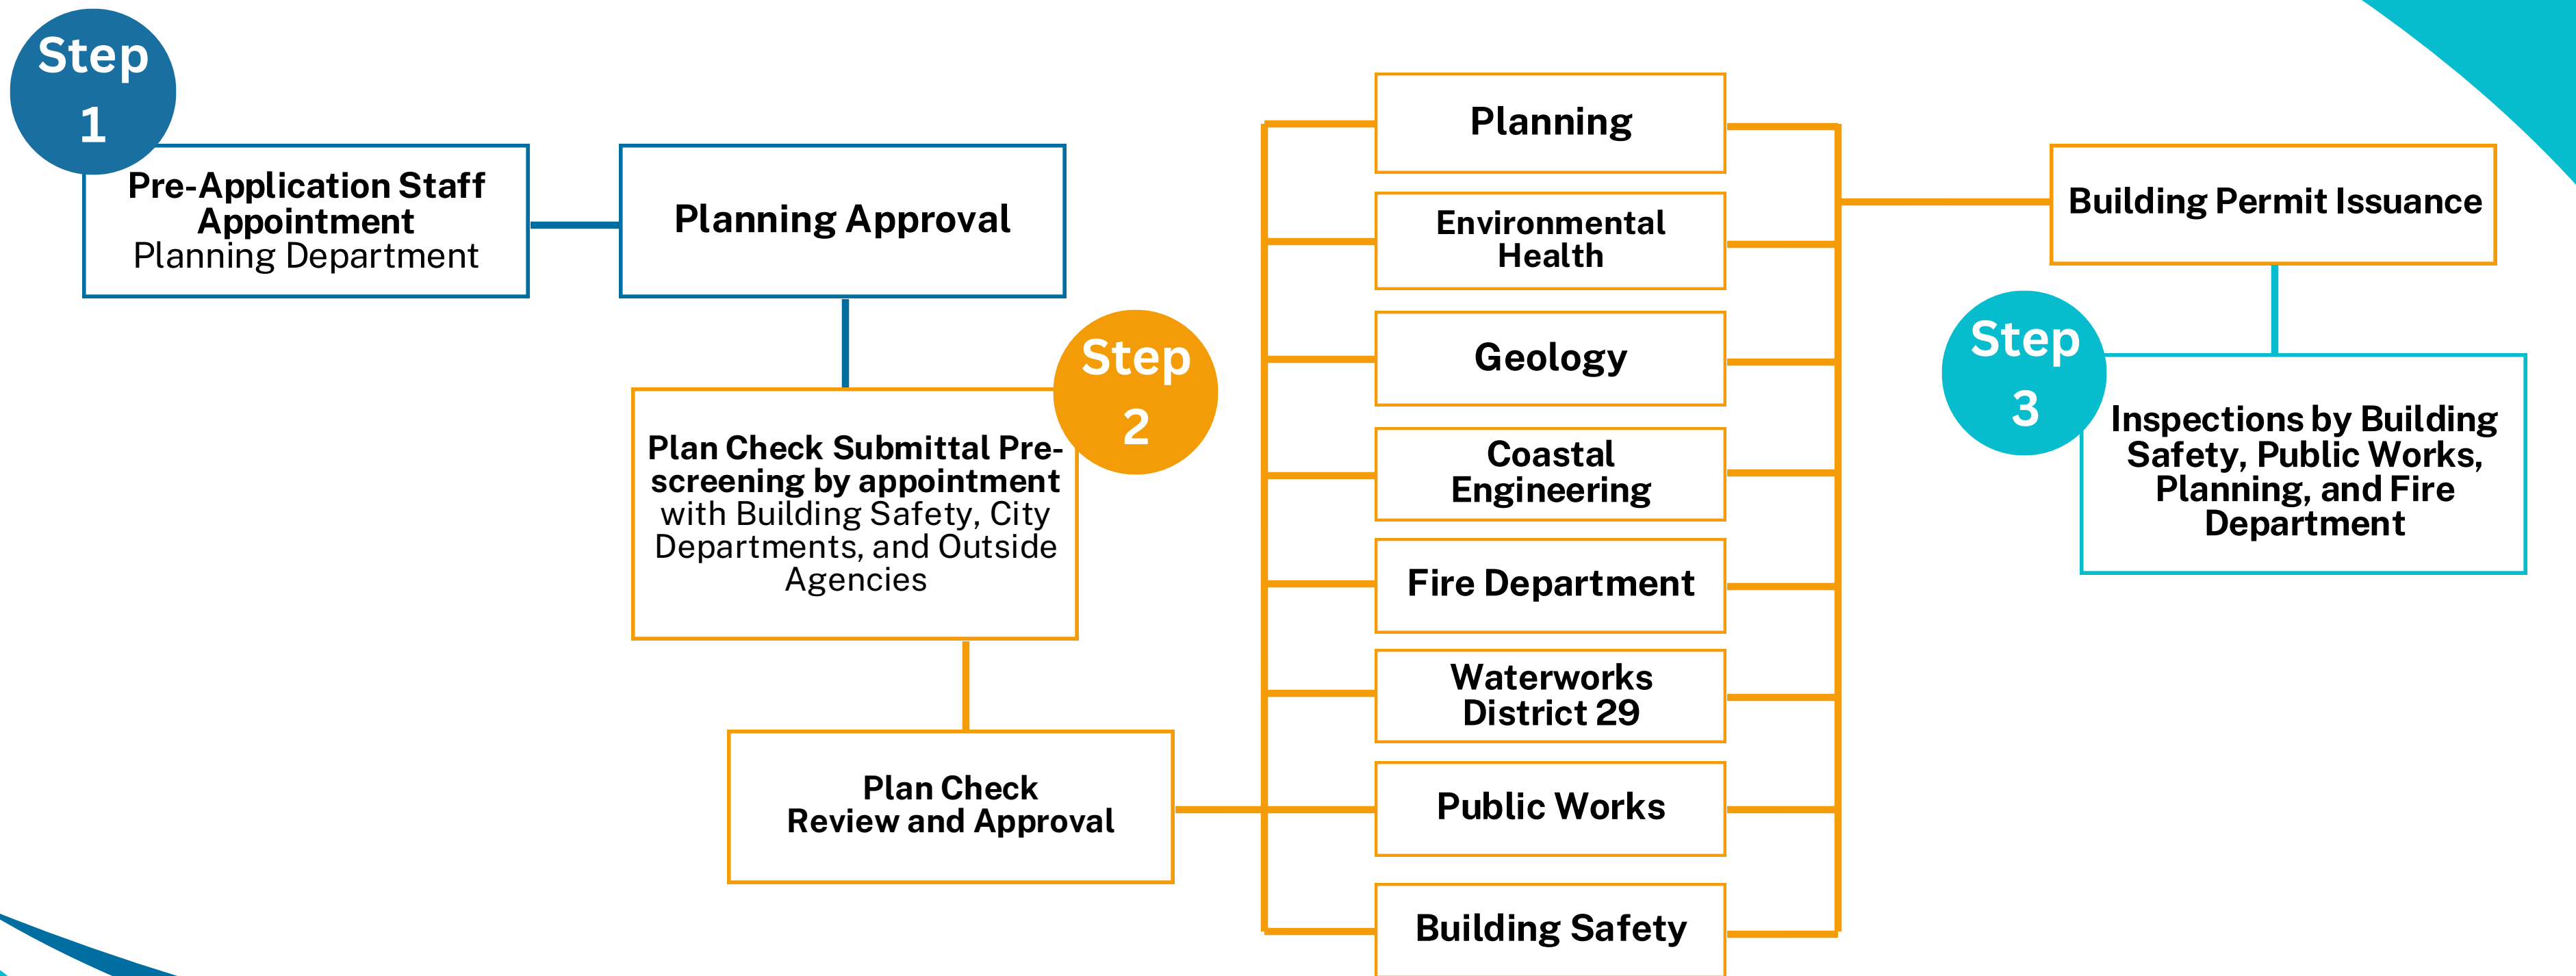 Step
1
Pre-Application Staff
Appointment
Planning Department
Planning Approval
Step
2
Plan Check Submittal Pre-
screening by appointment
with Building Safety, City
Departments, and Outside
Agencies
Plan Check
Review and Approval
Planning
Environmental
Health
Geology
Coastal
Engineering
Fire Department
Waterworks
District 29
Public Works
Building Safety
Building Permit Issuance
Step
3
Inspections by Building
Safety, Public Works,
Planning, and Fire
Department